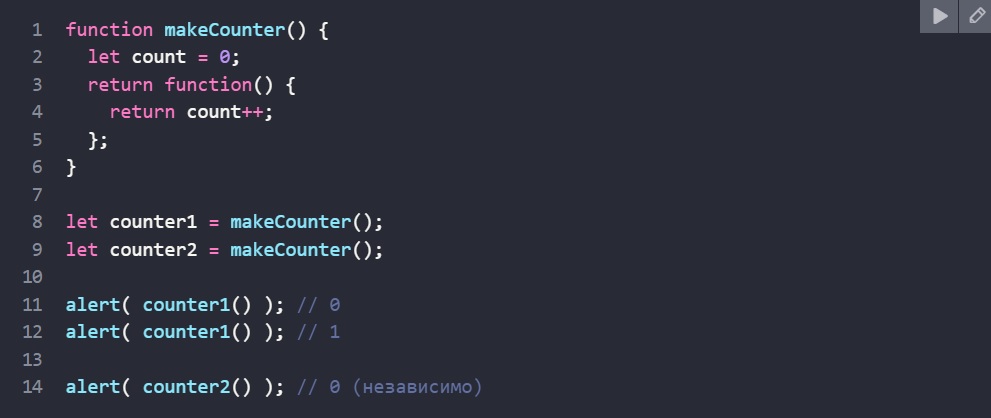 1 function makeCounter() {
2   let count = 0;
3   return function() {
4     return count++;
5   };
6 }
7
8 let counter1 = makeCounter();
9 let counter2 = makeCounter();
10
11 alert( counter1() ); // 0
12 alert( counter1() ); // 1
13
14 alert( counter2() ); // 0 (независимо)